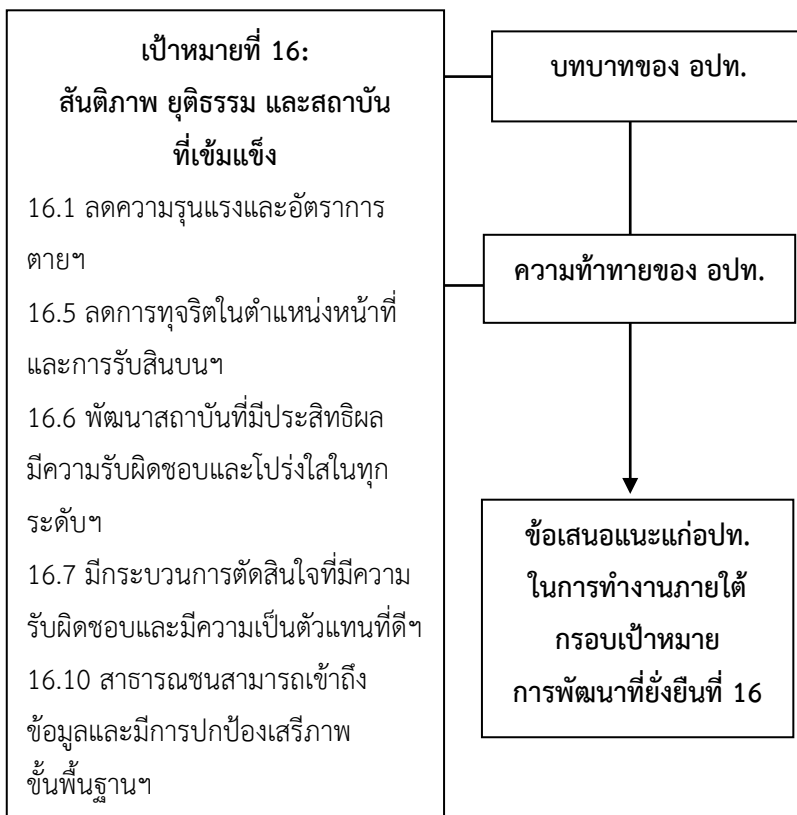 เป้าหมายที่ 16:
สันติภาพ ยุติธรรม และสถาบัน
ที่เข้มแข็ง
16.1 ลดความรุนแรงและอัตราการ
ตายฯ
16.5 ลดการทุจริตในตำแหน่งหน้าที่
และการรับสินบนฯ
16.6 พัฒนาสถาบันที่มีประสิทธิผล
มีความรับผิดชอบและโปร่งใสในทุก
ระดับฯ
16.7 มีกระบวนการตัดสินใจที่มีความ
รับผิดชอบและมีความเป็นตัวแทนที่ดีฯ
16.10 สาธารณชนสามารถเข้าถึง
ข้อมูลและมีการปกป้องเสรีภาพ
ขั้นพื้นฐานฯ
บทบาทของ อปท.
ความท้าทายของ อปท.
ข้อเสนอแนะแก่อปท.
ในการทำงานภายใต้
กรอบเป้าหมาย
การพัฒนาที่ยั่งยืนที่ 16